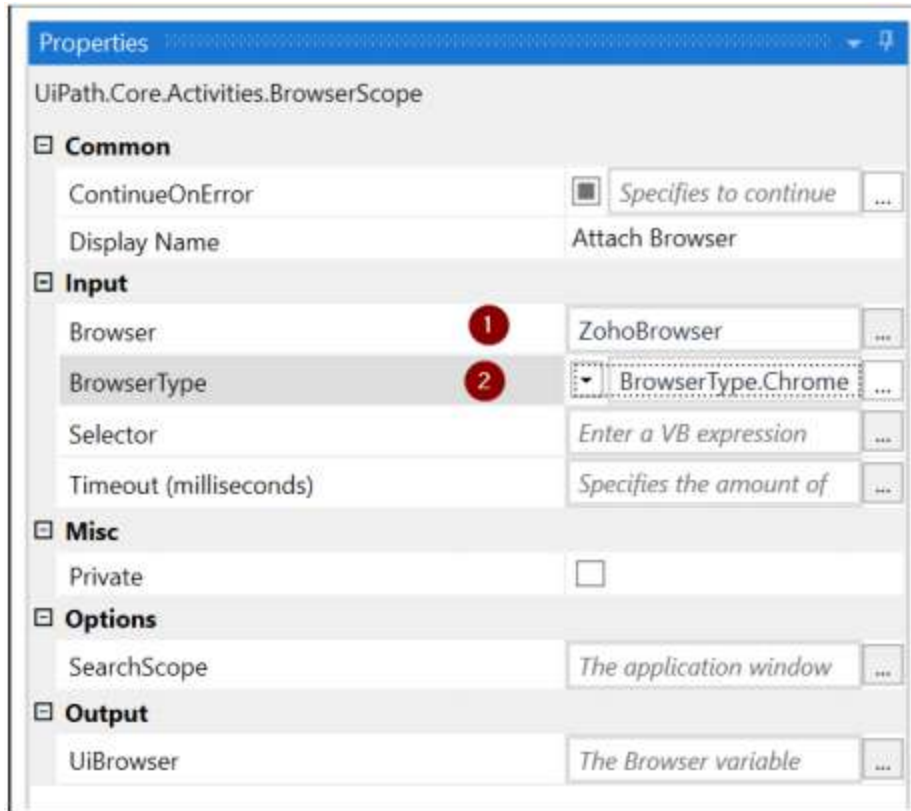 Properties
UiPath.Core.Activities.BrowserScope
Common
ContinueOnError Specifies to continue ...
Display Name Attach Browser
Input
Browser 1 ZohoBrowser ...
BrowserType 2 BrowserType.Chrome ...
Selector Enter a VB expression ...
Timeout (milliseconds) Specifies the amount of ...
Misc
Private
Options
SearchScope The application window ...
Output
UiBrowser The Browser variable ...